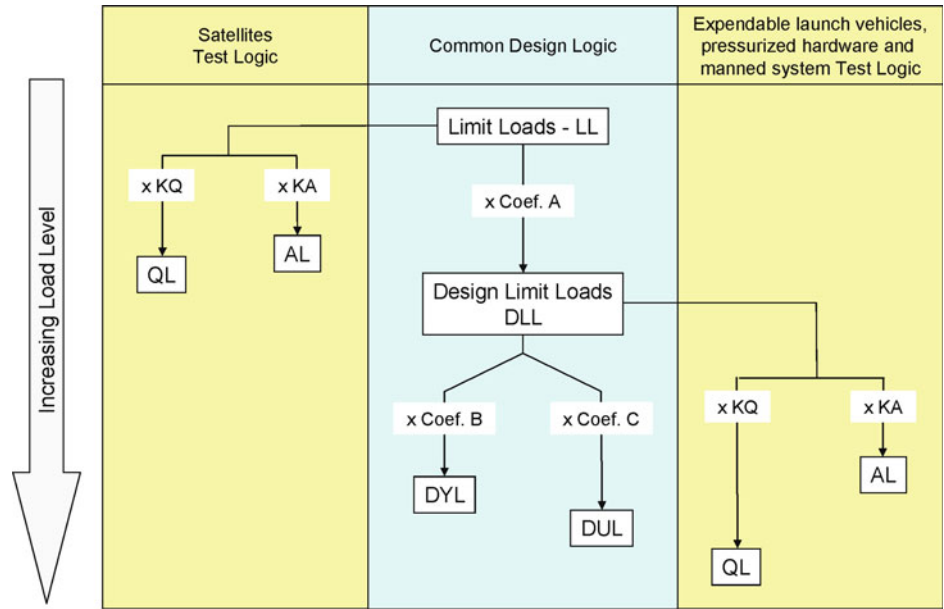 Satellites
Test Logic
Common Design Logic
Expendable launch vehicles,
pressurized hardware and
manned system Test Logic
Increasing Load Level
Limit Loads - LL
x KQ
x KA
x Coef. A
QL
AL
Design Limit Loads
DLL
x Coef. B
x Coef. C
DYL
DUL
x KQ
x KA
AL
QL